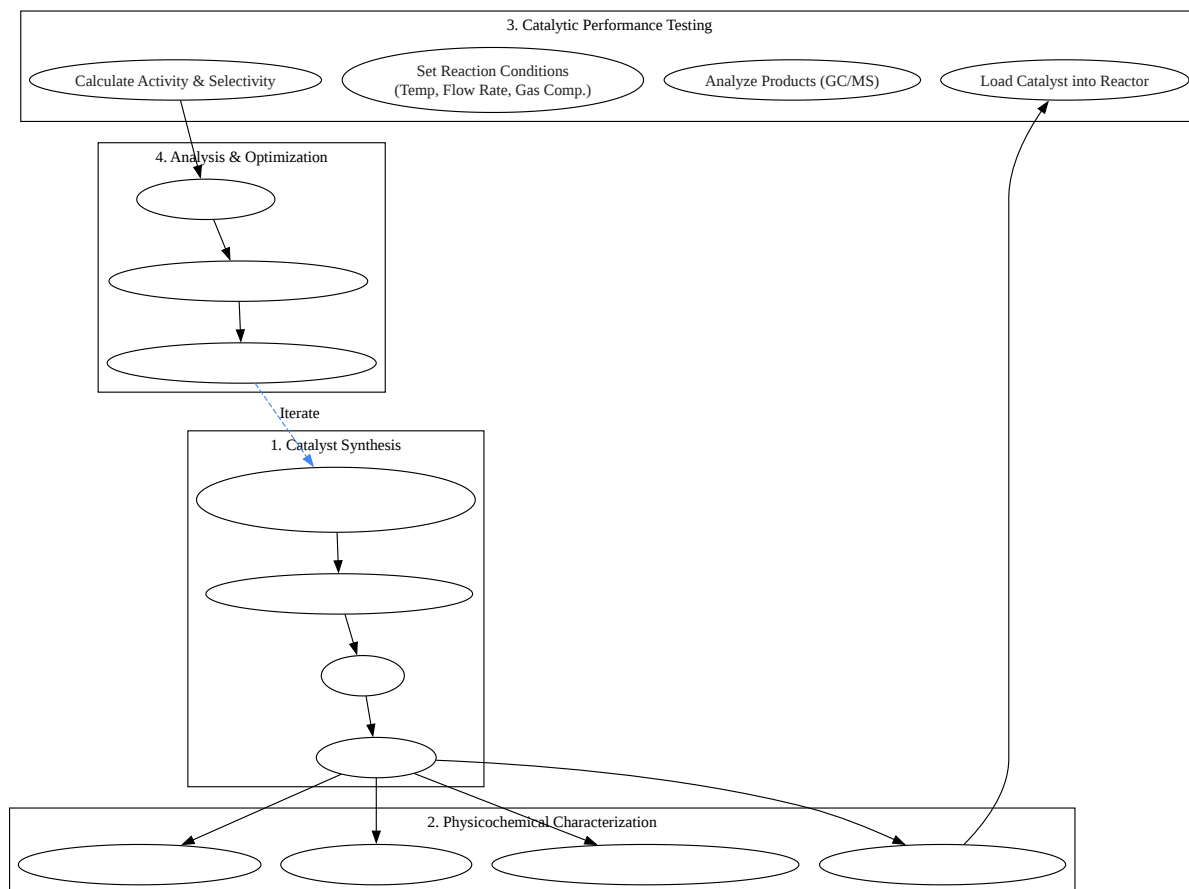 3. Catalytic Performance Testing
Calculate Activity & Selectivity
Set Reaction Conditions
(Temp, Flow Rate, Gas Comp.)
Analyze Products (GC/MS)
Load Catalyst into Reactor
4. Analysis & Optimization
Iterate
1. Catalyst Synthesis
2. Physicochemical Characterization